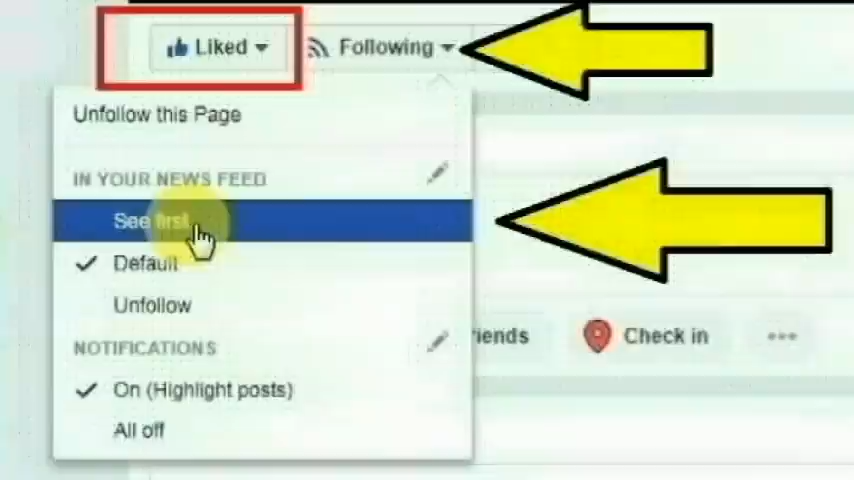 Liked Following
Unfollow this Page
IN YOUR NEWS FEED
See first
Default
Unfollow
NOTIFICATIONS
On (Highlight posts)
All off
riends Check in